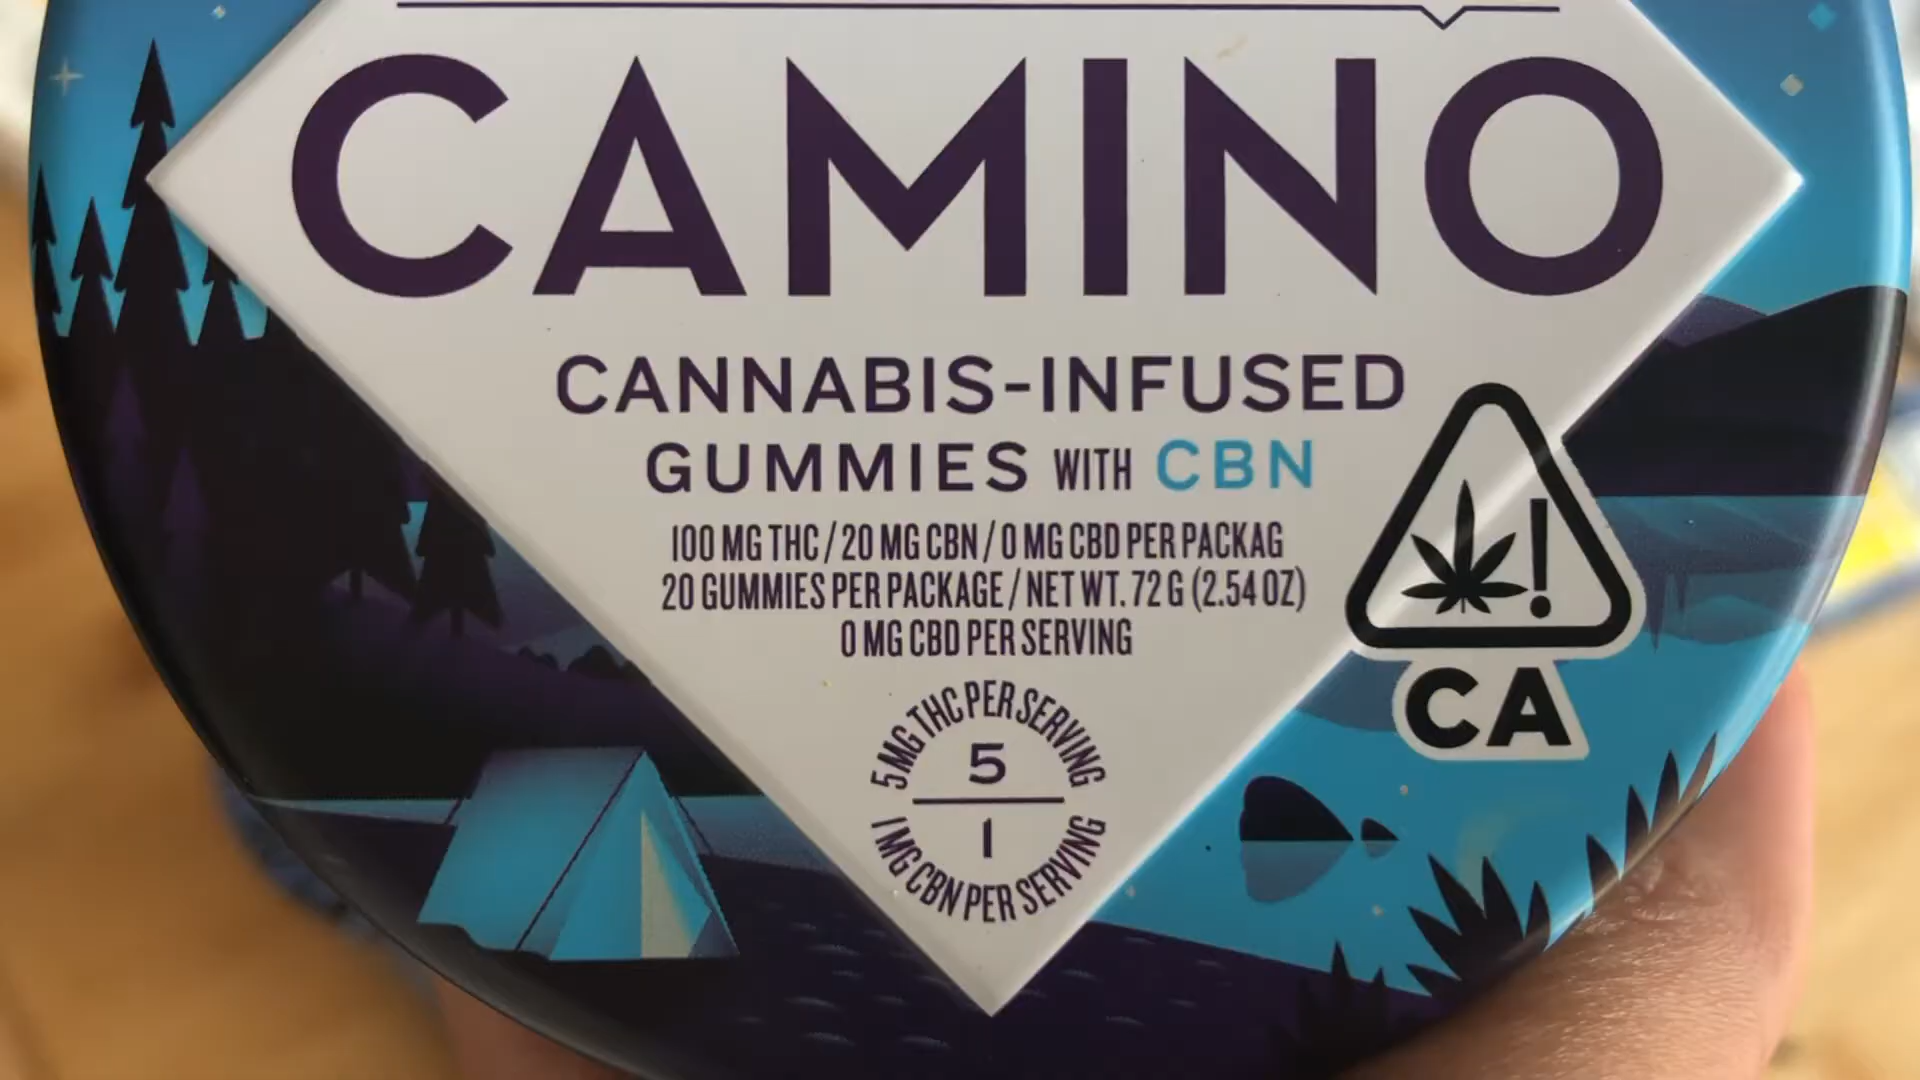 CAMINO
CANNABIS-INFUSED
GUMMIES WITH CBN
100 MG THC / 20 MG CBN / 0 MG CBD PER PACKAG
20 GUMMIES PER PACKAGE / NET WT. 72 G (2.54 OZ)
0 MG CBD PER SERVING
5 MG THC PER SERVING
5
1
1 MG CBN PER SERVING
!
CA